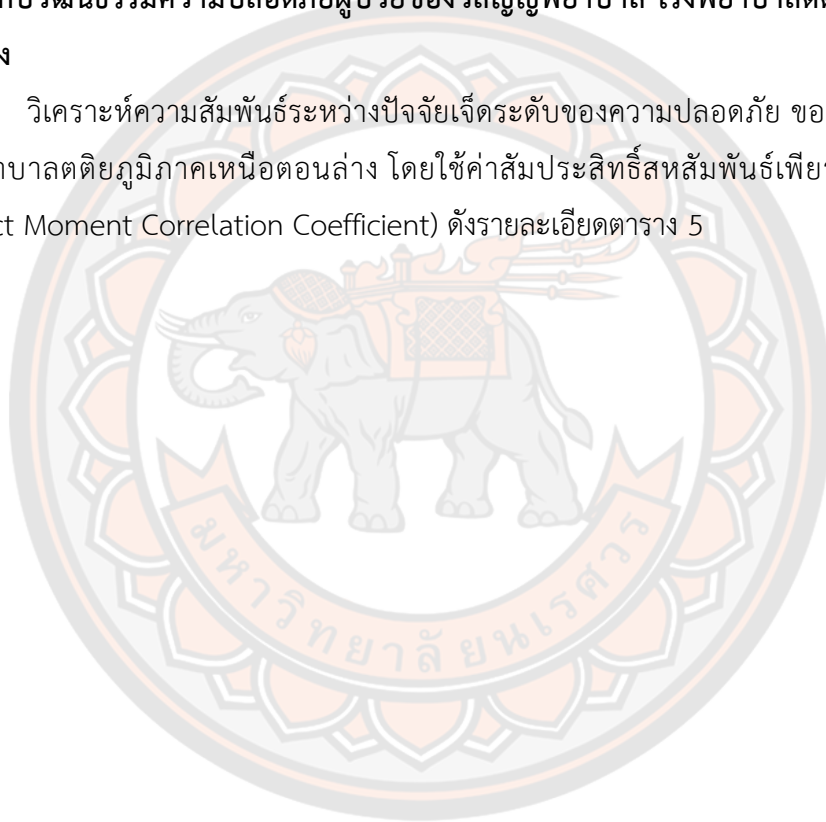 วิเคราะห์ความสัมพันธ์ระหว่างปัจจัยเจ็ดระดับของความปลอดภัย ขอ
าบาลตติยภูมิภาคเหนือตอนล่าง โดยใช้ค่าสัมประสิทธิ์สหสัมพันธ์เพีย
ct Moment Correlation Coefficient) ดังรายละเอียดตาราง 5
มหาวิทยาลัยนเรศวร